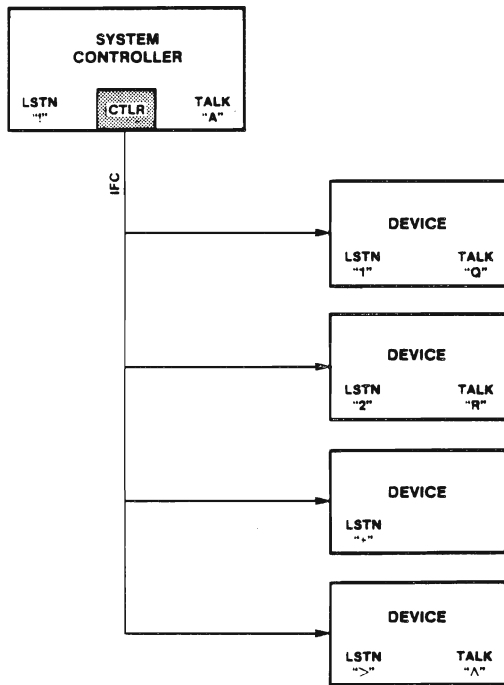 SYSTEM
CONTROLLER
LSTN CTLR TALK
"!" "A"
IFC
DEVICE
LSTN TALK
"1" "Q"
DEVICE
LSTN TALK
"2" "R"
DEVICE
LSTN
"+"
DEVICE
LSTN TALK
">" "^"